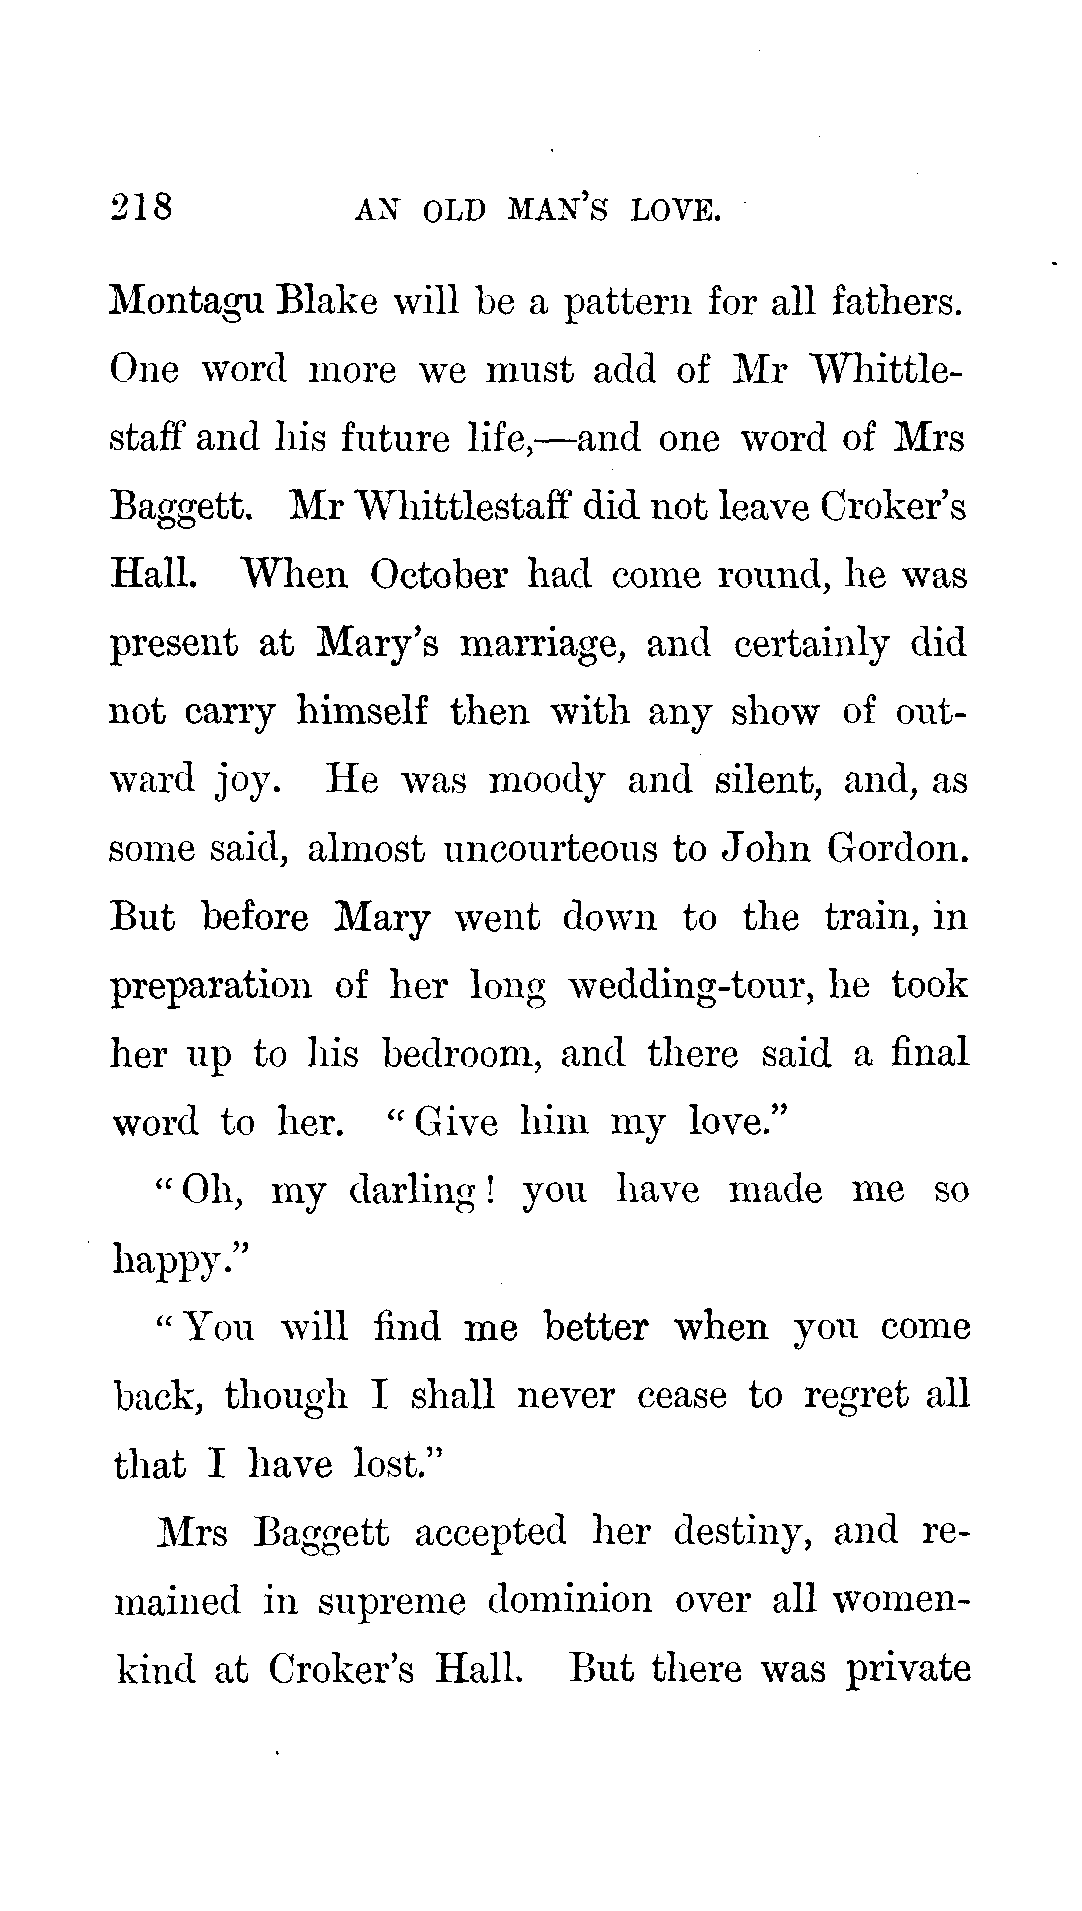 218 AN OLD MAN'S LOVE.
Montagu Blake will be a pattern for all fathers.
One word more we must add of Mr Whittle-
staff and his future life,—and one word of Mrs
Baggett. Mr Whittlestaff did not leave Croker's
Hall. When October had come round, he was
present at Mary's marriage, and certainly did
not carry himself then with any show of out-
ward joy. He was moody and silent, and, as
some said, almost uncourteous to John Gordon.
But before Mary went down to the train, in
preparation of her long wedding-tour, he took
her up to his bedroom, and there said a final
word to her. "Give him my love."
"Oh, my darling! you have made me so
happy."
"You will find me better when you come
back, though I shall never cease to regret all
that I have lost."
Mrs Baggett accepted her destiny, and re-
mained in supreme dominion over all women-
kind at Croker's Hall. But there was private